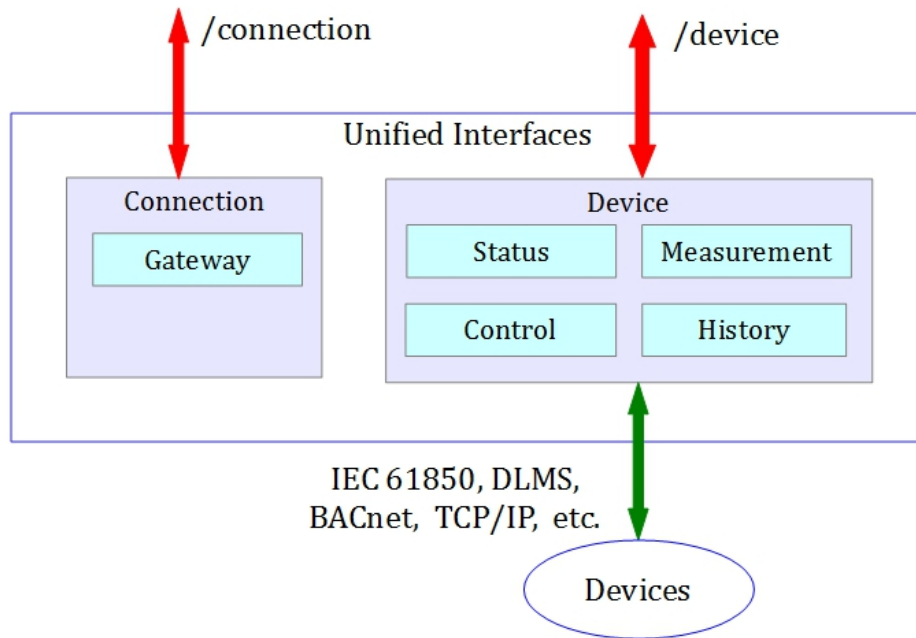 /connection
/device
Unified Interfaces
Connection
Gateway
Device
Status
Measurement
Control
History
IEC 61850, DLMS,
BACnet, TCP/IP, etc.
Devices